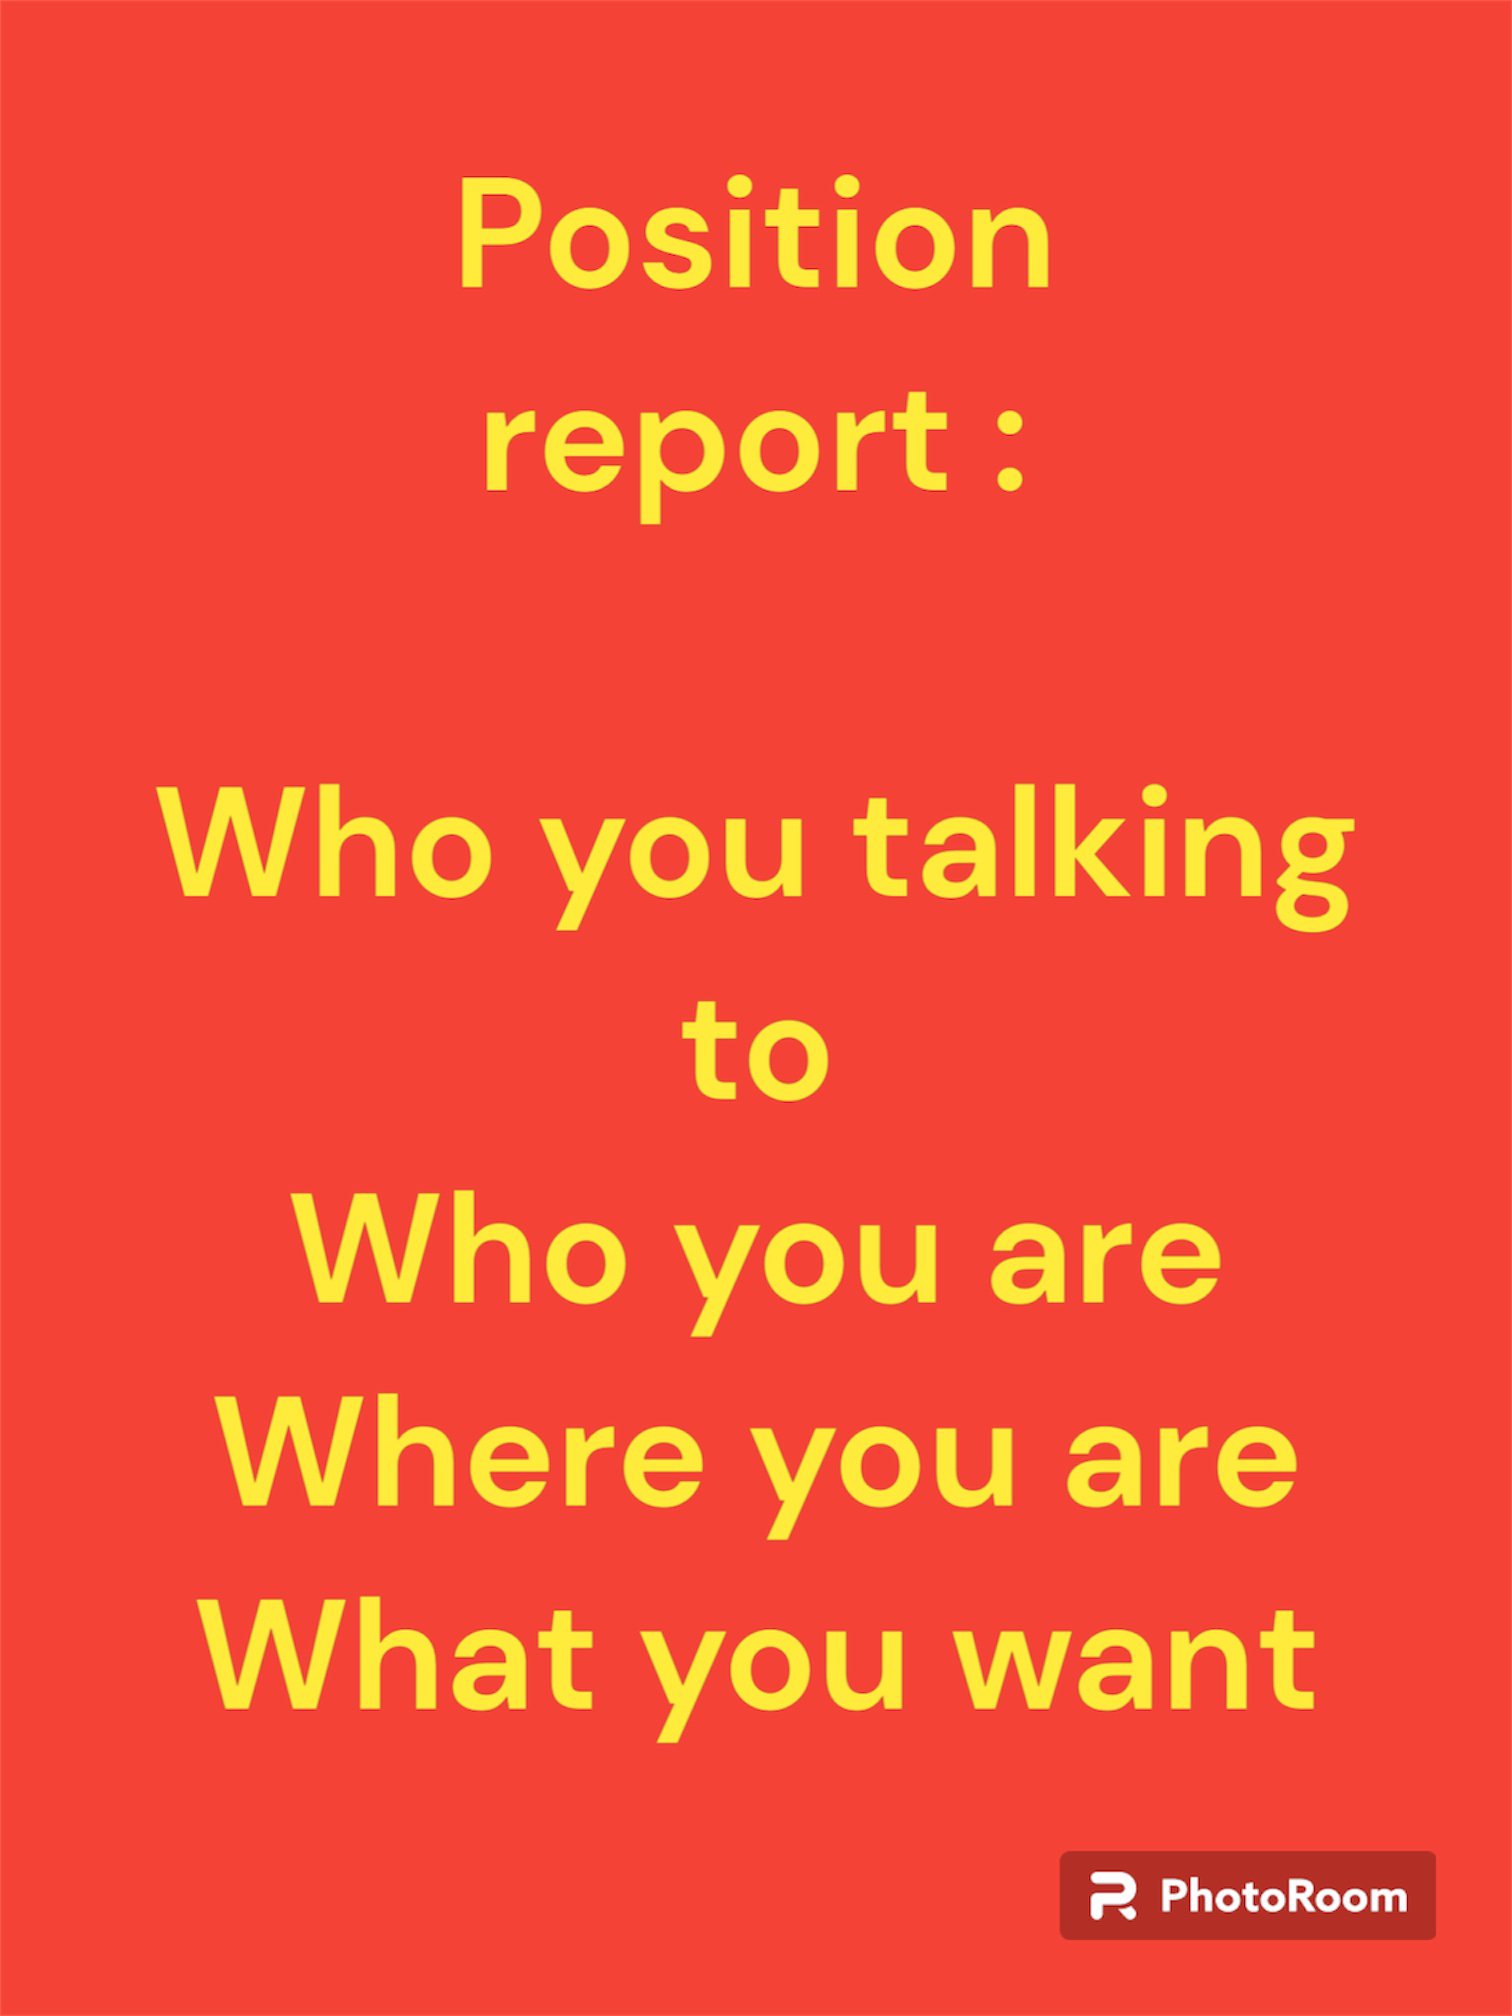 Position
report :
Who you talking
to
Who you are
Where you are
What you want
PhotoRoom